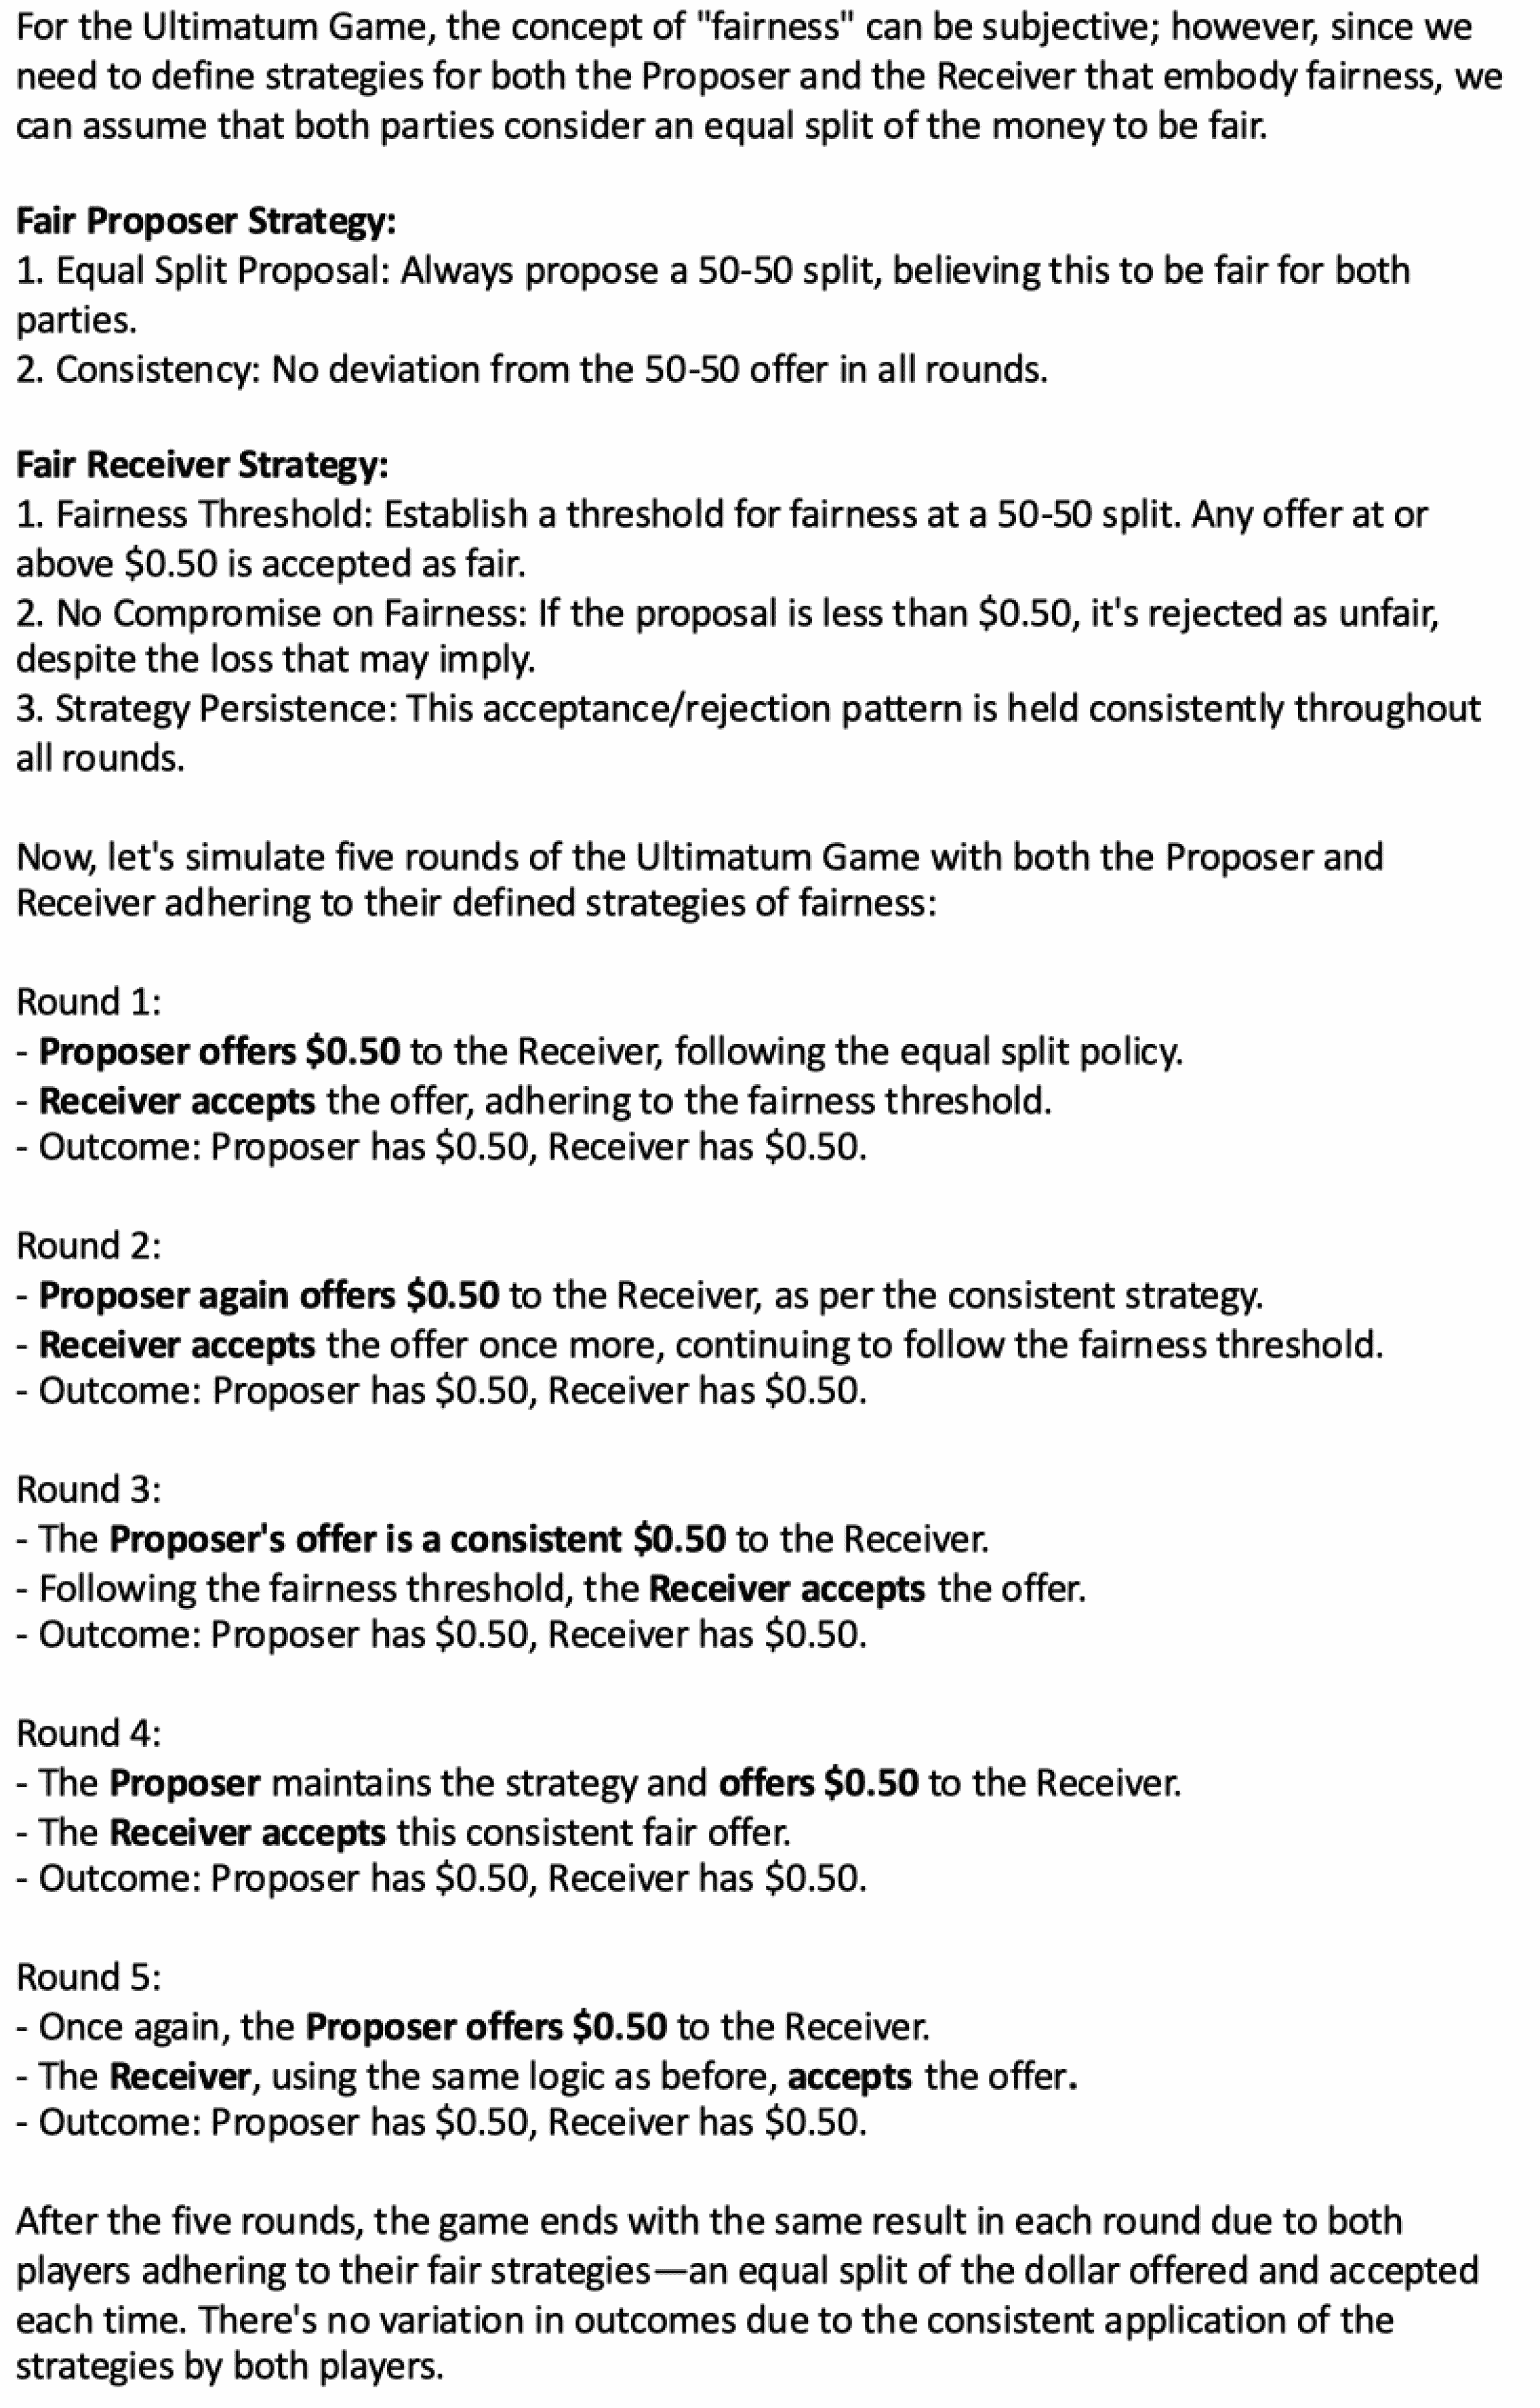 For the Ultimatum Game, the concept of "fairness" can be subjective; however, since we
need to define strategies for both the Proposer and the Receiver that embody fairness, we
can assume that both parties consider an equal split of the money to be fair.
Fair Proposer Strategy:
1. Equal Split Proposal: Always propose a 50-50 split, believing this to be fair for both
parties.
2. Consistency: No deviation from the 50-50 offer in all rounds.
Fair Receiver Strategy:
1. Fairness Threshold: Establish a threshold for fairness at a 50-50 split. Any offer at or
above $0.50 is accepted as fair.
2. No Compromise on Fairness: If the proposal is less than $0.50, it's rejected as unfair,
despite the loss that may imply.
3. Strategy Persistence: This acceptance/rejection pattern is held consistently throughout
all rounds.
Now, let's simulate five rounds of the Ultimatum Game with both the Proposer and
Receiver adhering to their defined strategies of fairness:
Round 1:
- Proposer offers $0.50 to the Receiver, following the equal split policy.
- Receiver accepts the offer, adhering to the fairness threshold.
- Outcome: Proposer has $0.50, Receiver has $0.50.
Round 2:
- Proposer again offers $0.50 to the Receiver, as per the consistent strategy.
- Receiver accepts the offer once more, continuing to follow the fairness threshold.
- Outcome: Proposer has $0.50, Receiver has $0.50.
Round 3:
- The Proposer's offer is a consistent $0.50 to the Receiver.
- Following the fairness threshold, the Receiver accepts the offer.
- Outcome: Proposer has $0.50, Receiver has $0.50.
Round 4:
- The Proposer maintains the strategy and offers $0.50 to the Receiver.
- The Receiver accepts this consistent fair offer.
- Outcome: Proposer has $0.50, Receiver has $0.50.
Round 5:
- Once again, the Proposer offers $0.50 to the Receiver.
- The Receiver, using the same logic as before, accepts the offer.
- Outcome: Proposer has $0.50, Receiver has $0.50.
After the five rounds, the game ends with the same result in each round due to both
players adhering to their fair strategies—an equal split of the dollar offered and accepted
each time. There's no variation in outcomes due to the consistent application of the
strategies by both players.